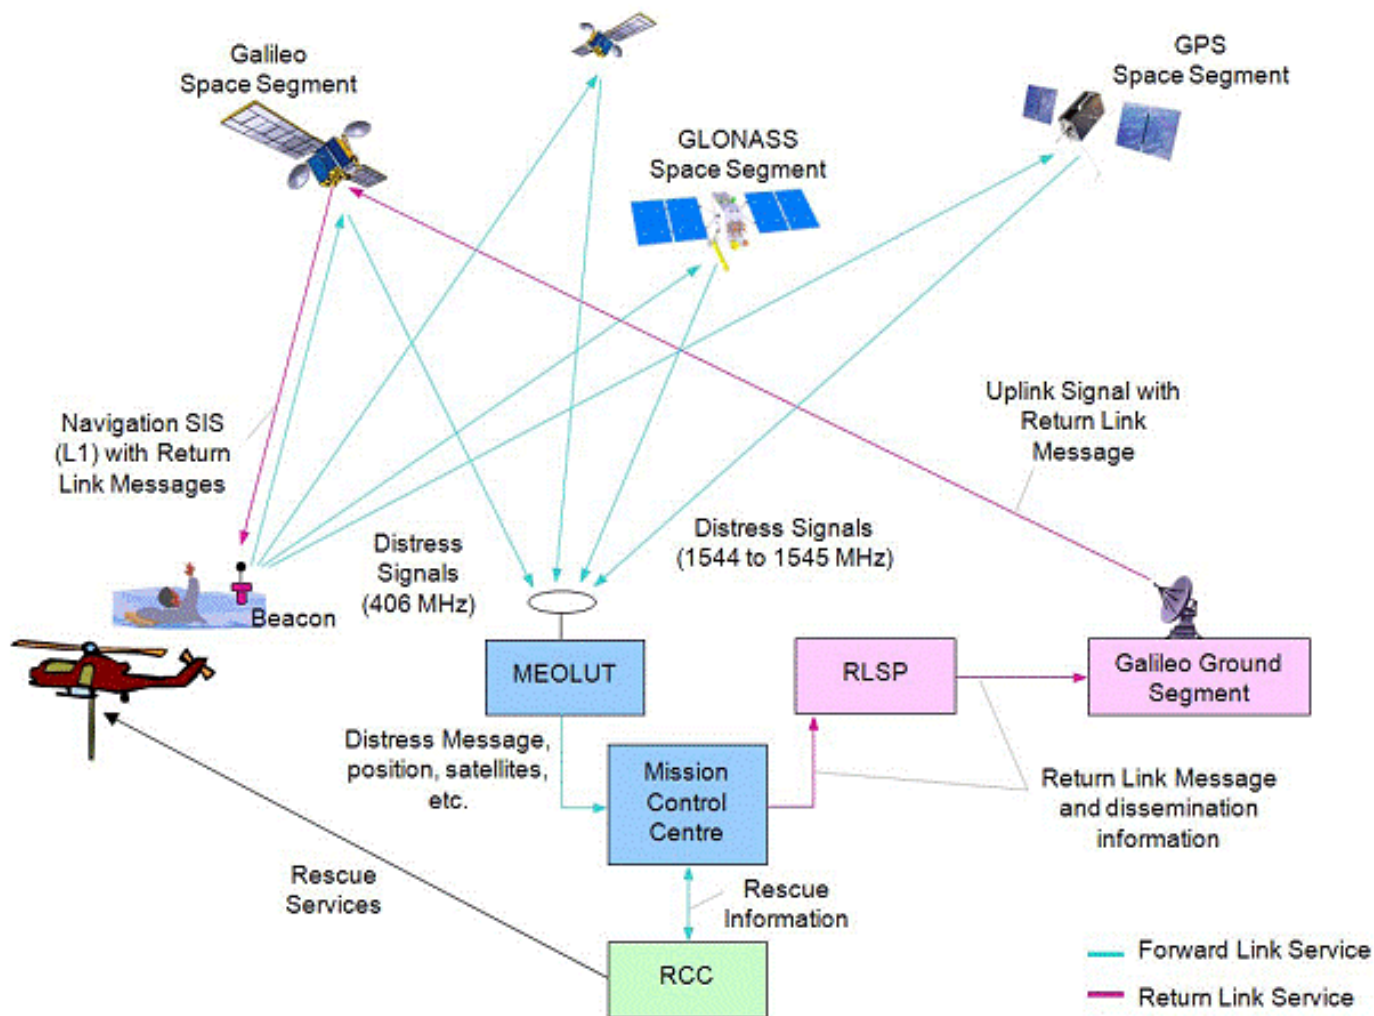 Galileo
Space Segment
GPS
Space Segment
GLONASS
Space Segment
Navigation SIS
(L1) with Return
Link Messages
Uplink Signal with
Return Link
Message
Distress
Signals
(406 MHz)
Distress Signals
(1544 to 1545 MHz)
Beacon
MEOLUT
RLSP
Galileo Ground
Segment
Distress Message,
position, satellites,
etc.
Mission
Control
Centre
Return Link Message
and dissemination
information
Rescue
Services
Rescue
Information
RCC
Forward Link Service
Return Link Service